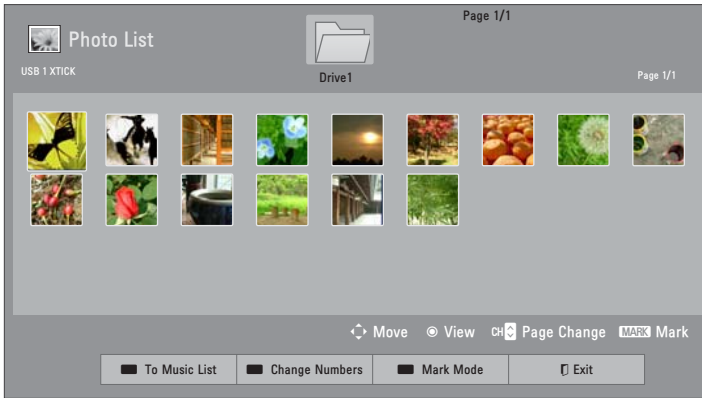 Page 1/1
Photo List
USB 1 XTICK
Drive1
Page 1/1
Move
View
CH
Page Change
MARK
Mark
To Music List
Change Numbers
Mark Mode
Exit